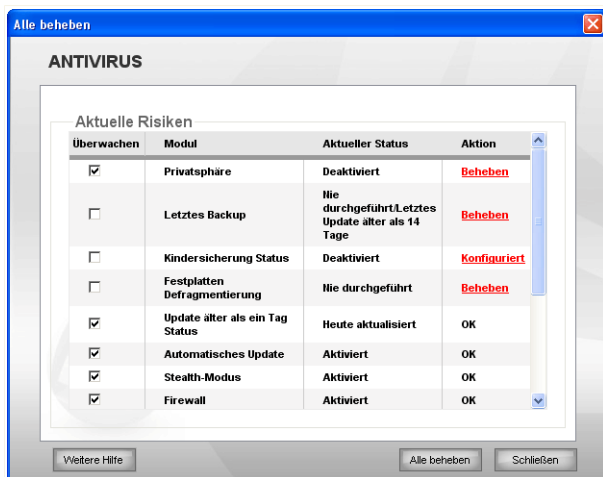 Alle beheben
ANTIVIRUS
Aktuelle Risiken
Überwachen Modul Aktueller Status Aktion
Privatsphäre Deaktiviert Beheben
Letztes Backup Nie durchgeführt/Letztes Update älter als 14 Tage Beheben
Kindersicherung Status Deaktiviert Konfiguriert
Festplatten Defragmentierung Nie durchgeführt Beheben
Update älter als ein Tag Status Heute aktualisiert OK
Automatisches Update Aktiviert OK
Stealth-Modus Aktiviert OK
Firewall Aktiviert OK
Weitere Hilfe Alle beheben Schließen